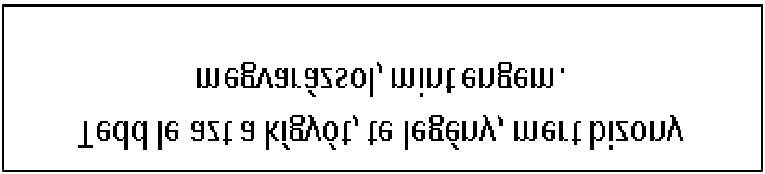 Tedd le azt a kígyót, te legény, mert bizony
megvarázsol, mint engem.